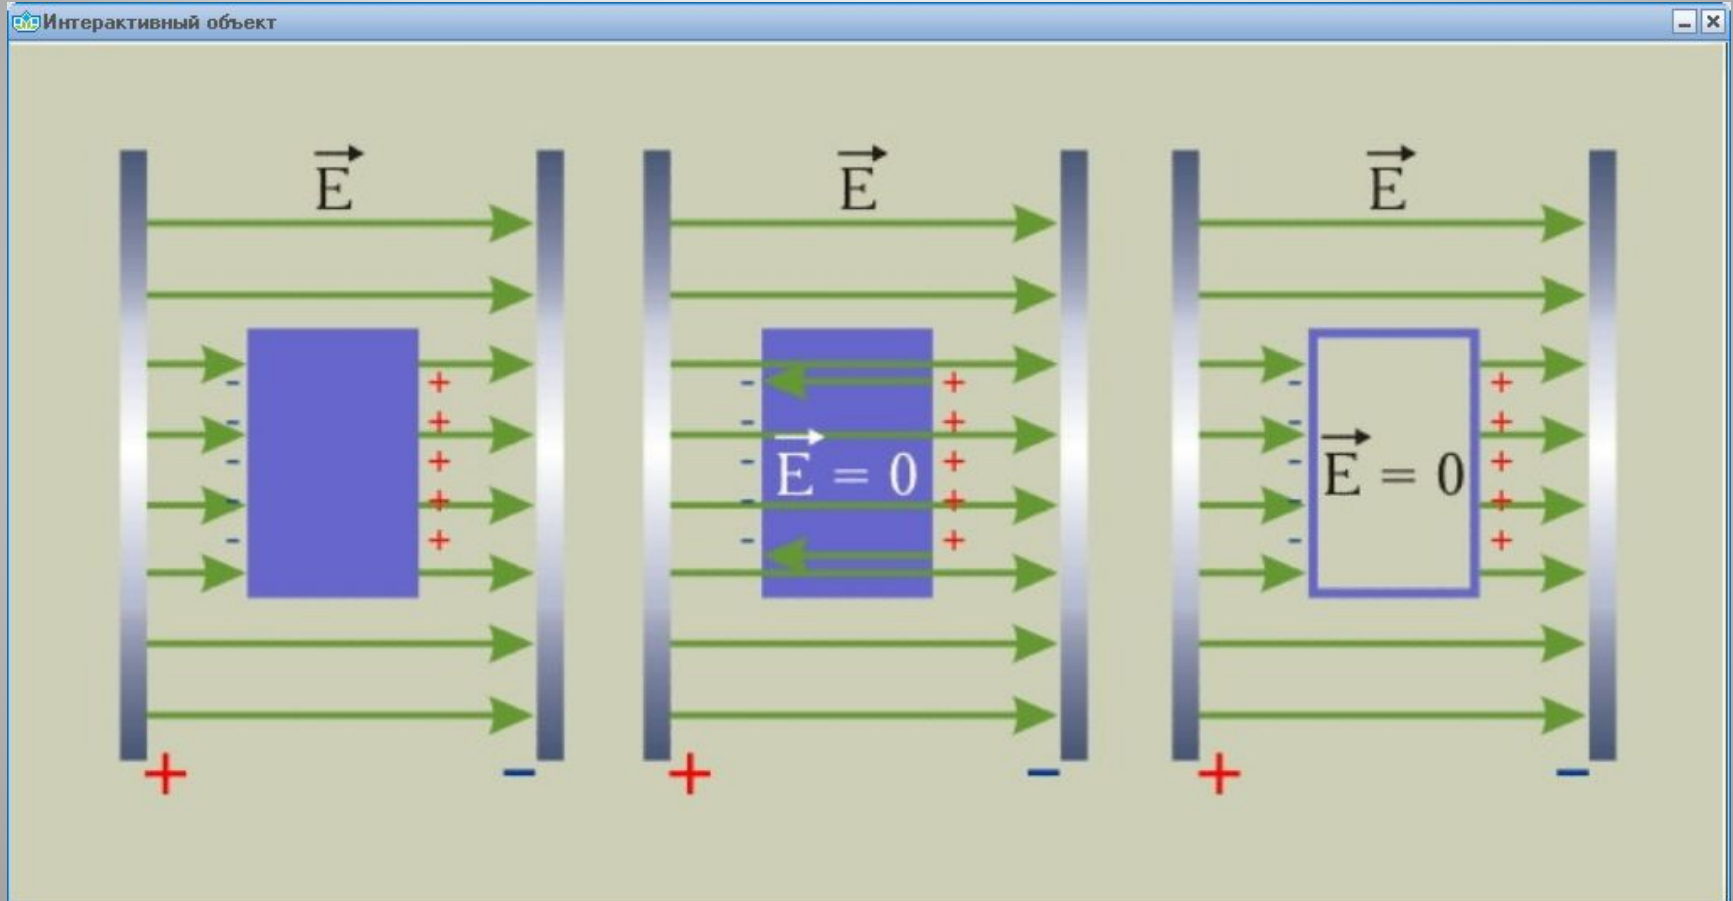 Интерактивный объект
E E E
- + - + - +
- + - + - +
- + - + - +
E = 0 E = 0
- + - + - +
- + - + - +
+ - + - + -